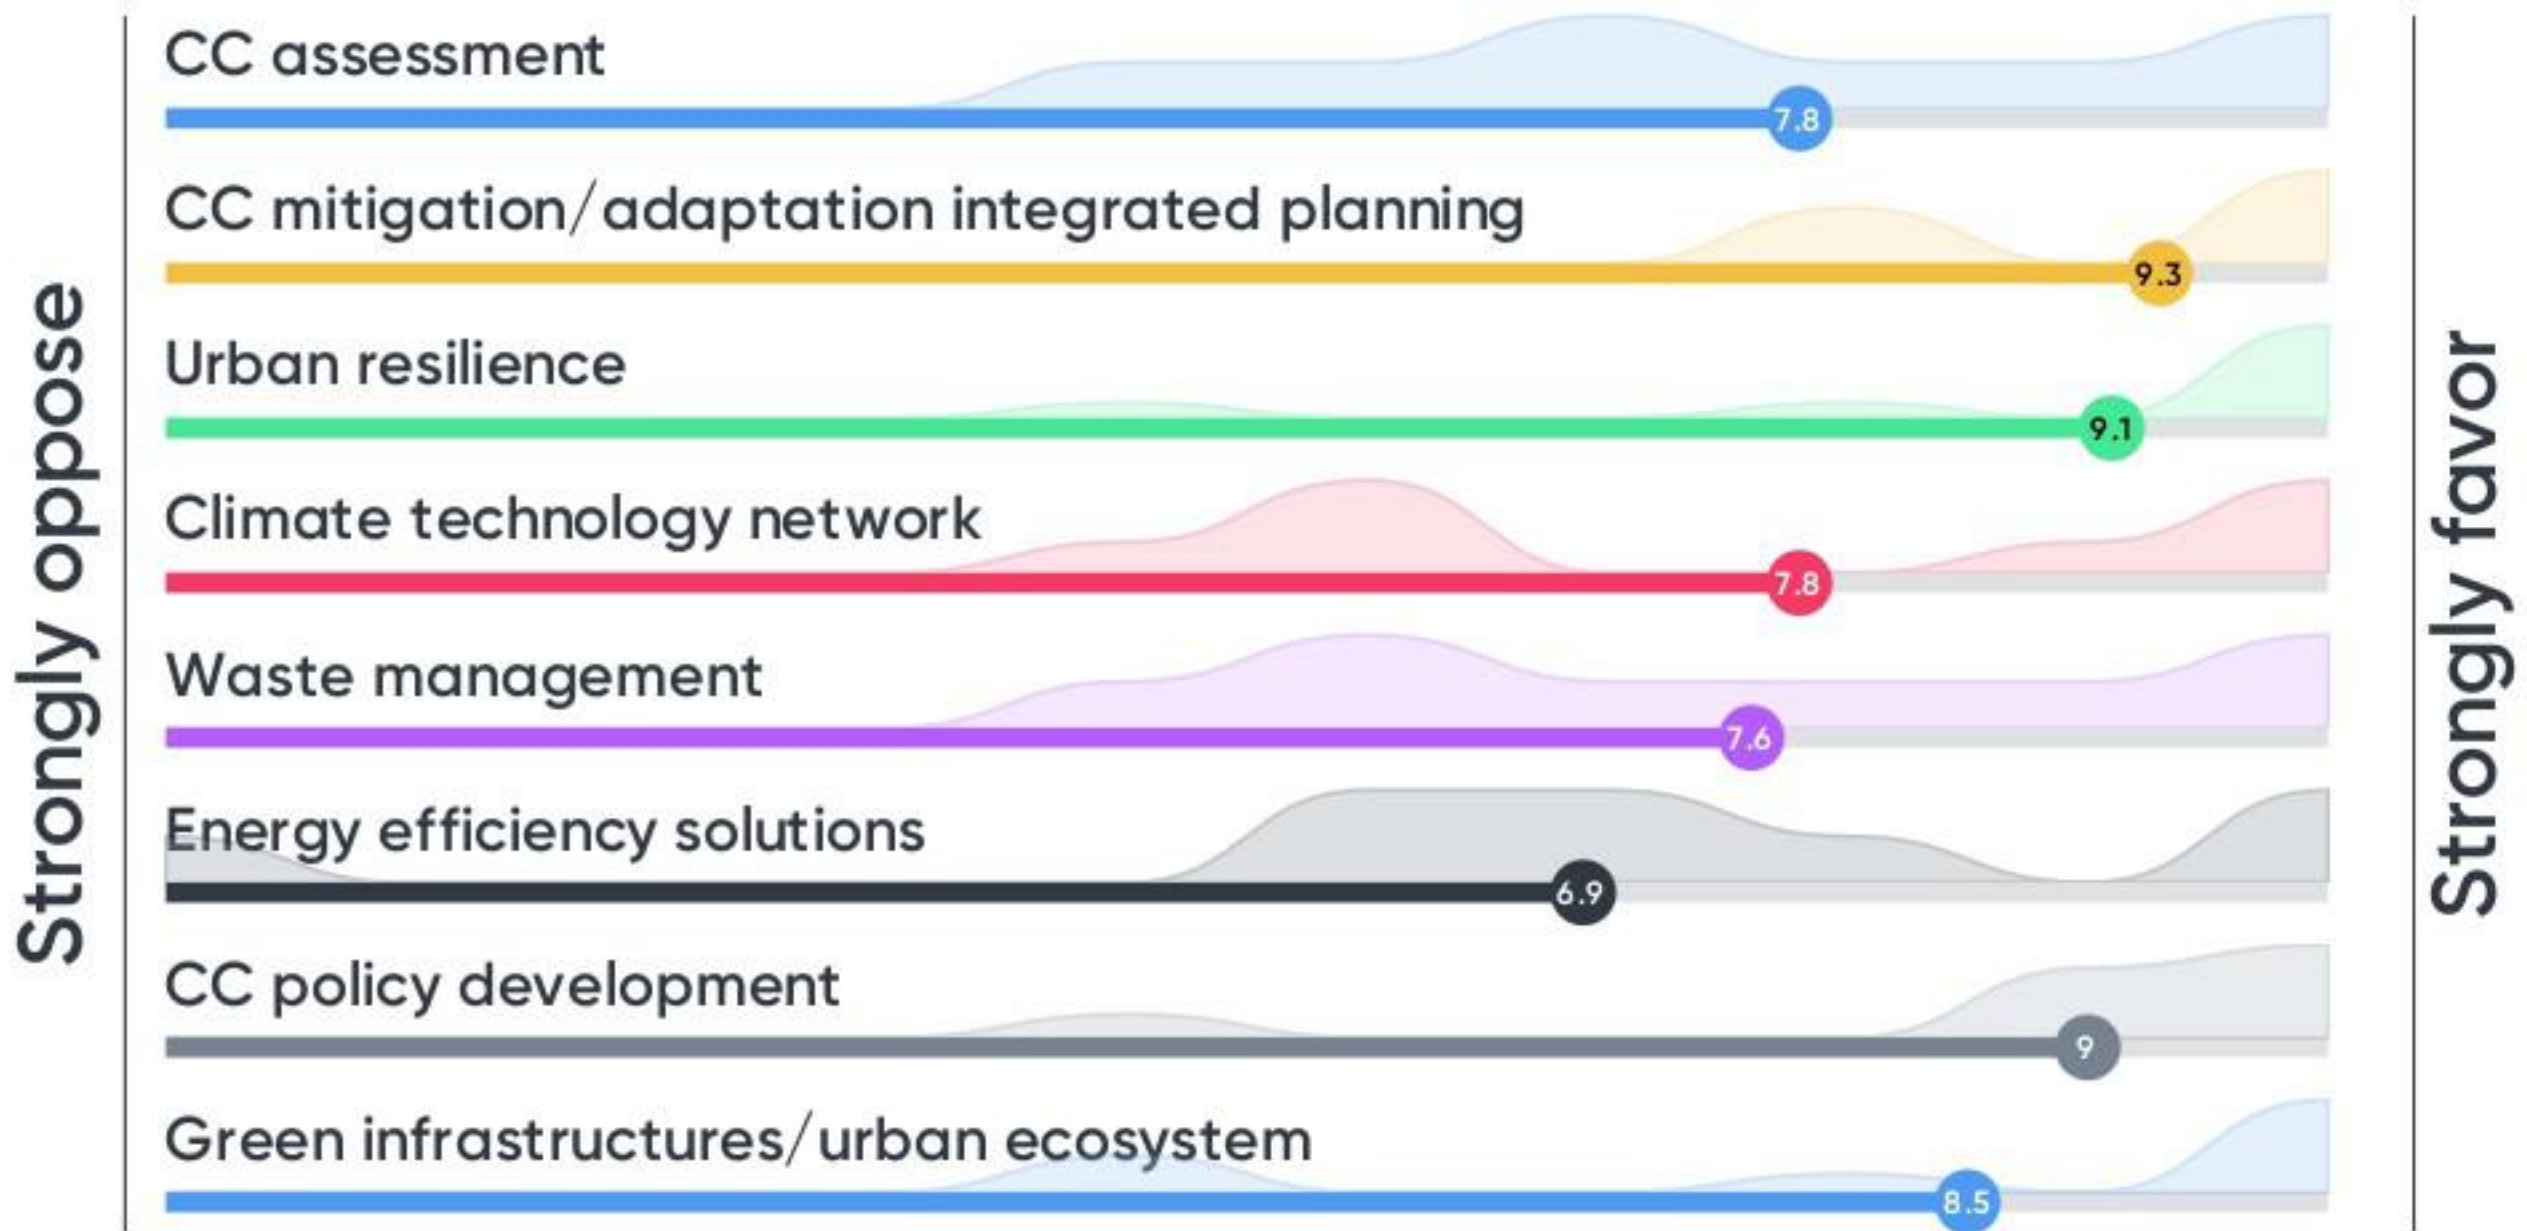 Strongly oppose
CC assessment
7.8
CC mitigation/adaptation integrated planning
9.3
Urban resilience
9.1
Climate technology network
7.8
Waste management
7.6
Energy efficiency solutions
6.9
CC policy development
9
Green infrastructures/urban ecosystem
8.5
Strongly favor